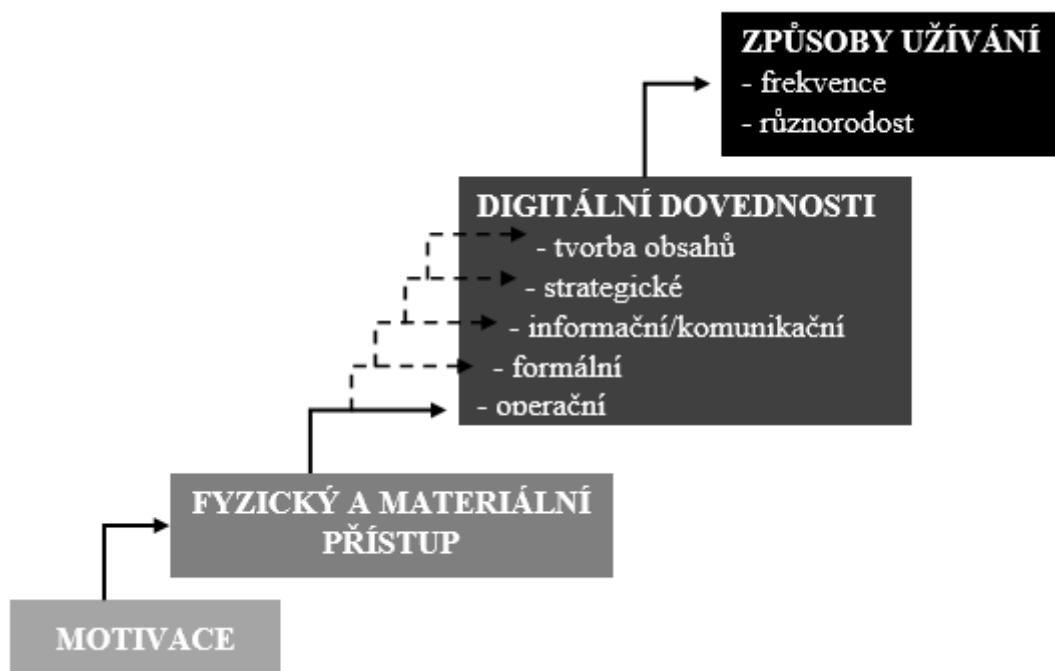 ZPŮSOBY UŽÍVÁNÍ
- frekvence
- různorodost
DIGITÁLNÍ DOVEDNOSTI
- tvorba obsahů
- strategické
- informační/komunikační
- formální
- operační
FYZICKÝ A MATERIÁLNÍ
PŘÍSTUP
MOTIVACE